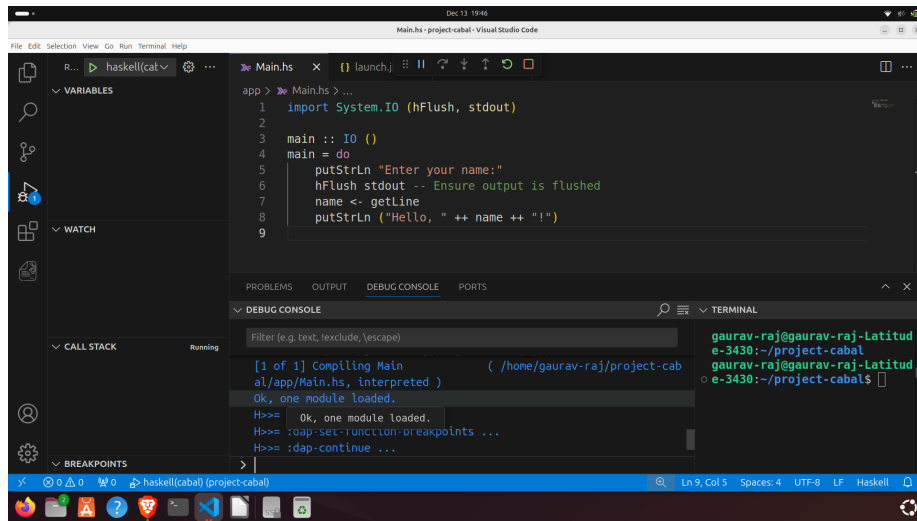 Dec 13 19:46
Main.hs - project-cabal - Visual Studio Code
File Edit Selection View Go Run Terminal Help
R... haskell(cat
Main.hs
launch.j
VARIABLES
app > Main.hs > ...
1 import System.IO (hFlush, stdout)
2
3 main :: IO ()
4 main = do
5 putStrLn "Enter your name:"
6 hFlush stdout -- Ensure output is flushed
7 name <- getLine
8 putStrLn ("Hello, " ++ name ++ "!")
9
1
WATCH
PROBLEMS OUTPUT DEBUG CONSOLE PORTS
DEBUG CONSOLE
TERMINAL
Filter (e.g. text, !exclude, \escape)
CALL STACK Running
[1 of 1] Compiling Main ( /home/gaurav-raj/project-cab
al/app/Main.hs, interpreted )
Ok, one module loaded.
H>>=
Ok, one module loaded.
H>>= :dap-set-function-breakpoints ...
H>>= :dap-continue ...
>
gaurav-raj@gaurav-raj-Latitud
e-3430:~/project-cabal
gaurav-raj@gaurav-raj-Latitud
e-3430:~/project-cabal$
BREAKPOINTS
0 0 0 haskell(cabal) (project-cabal)
Ln 9, Col 5 Spaces: 4 UTF-8 LF Haskell
2